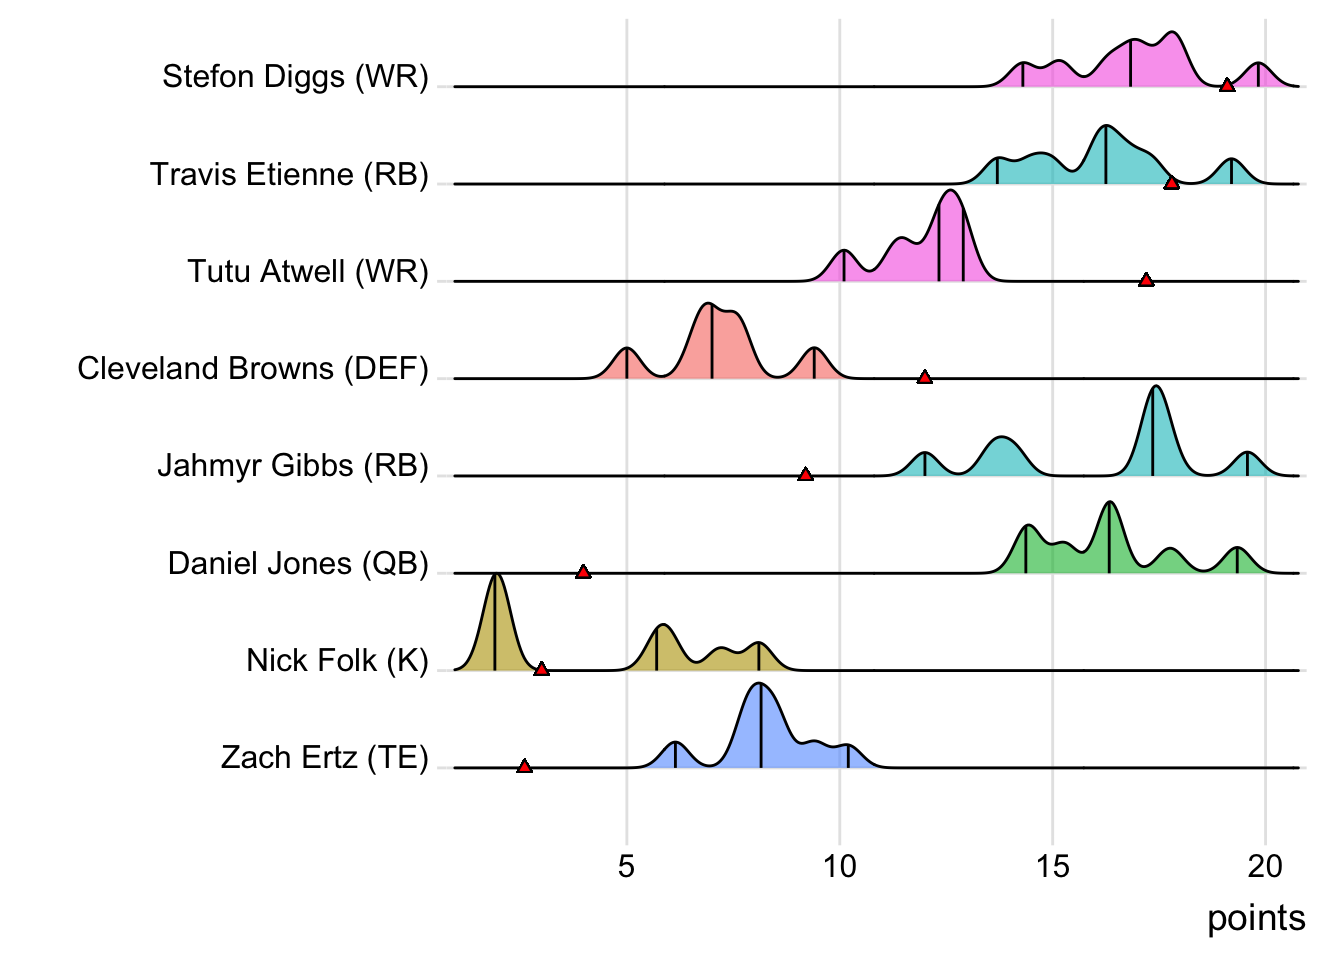 Stefon Diggs (WR)
Travis Etienne (RB)
Tutu Atwell (WR)
Cleveland Browns (DEF)
Jahmyr Gibbs (RB)
Daniel Jones (QB)
Nick Folk (K)
Zach Ertz (TE)
5 10 15 20
points